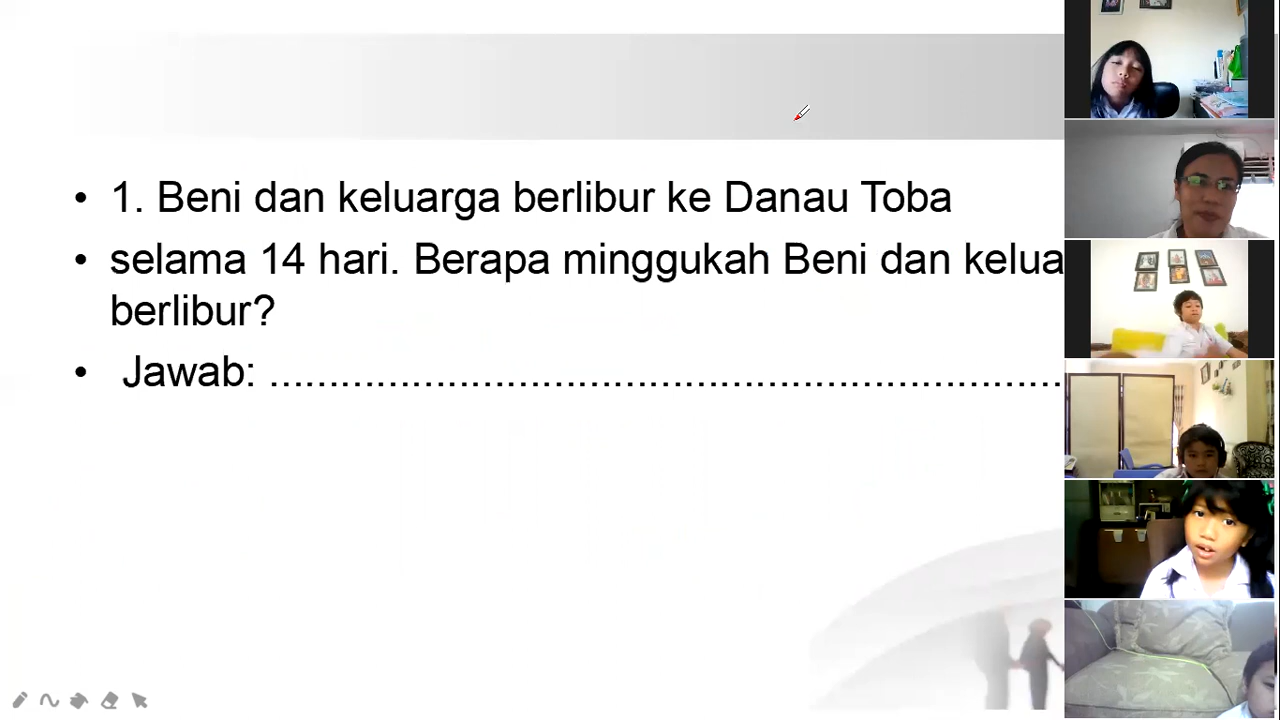 • 1. Beni dan keluarga berlibur ke Danau Toba
• selama 14 hari. Berapa minggukah Beni dan kelua
berlibur?
• Jawab: ..................................................................